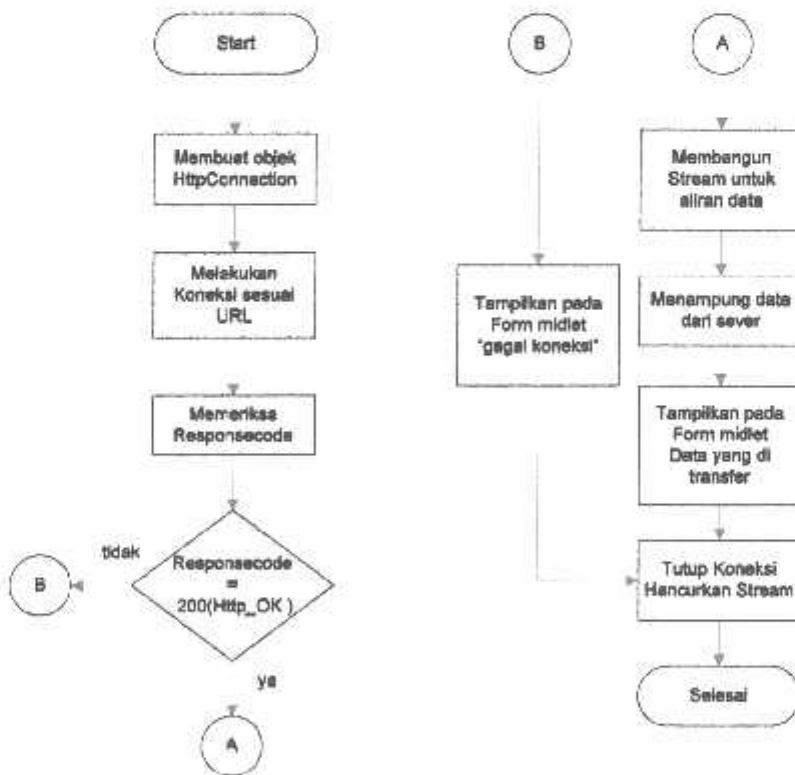 Start
Membuat objek
HttpConnection
Melakukan
Koneksi sesuai
URL
Memeriksa
Responsecode
Responsecode
=
200(Http_OK )
tidak
B
ya
A
B
Tampilkan pada
Form midlet
"gagal koneksi"
A
Membangun
Stream untuk
aliran data
Menampung data
dari sever
Tampilkan pada
Form midlet
Data yang di
transfer
Tutup Koneksi
Hancurkan Stream
Selesai